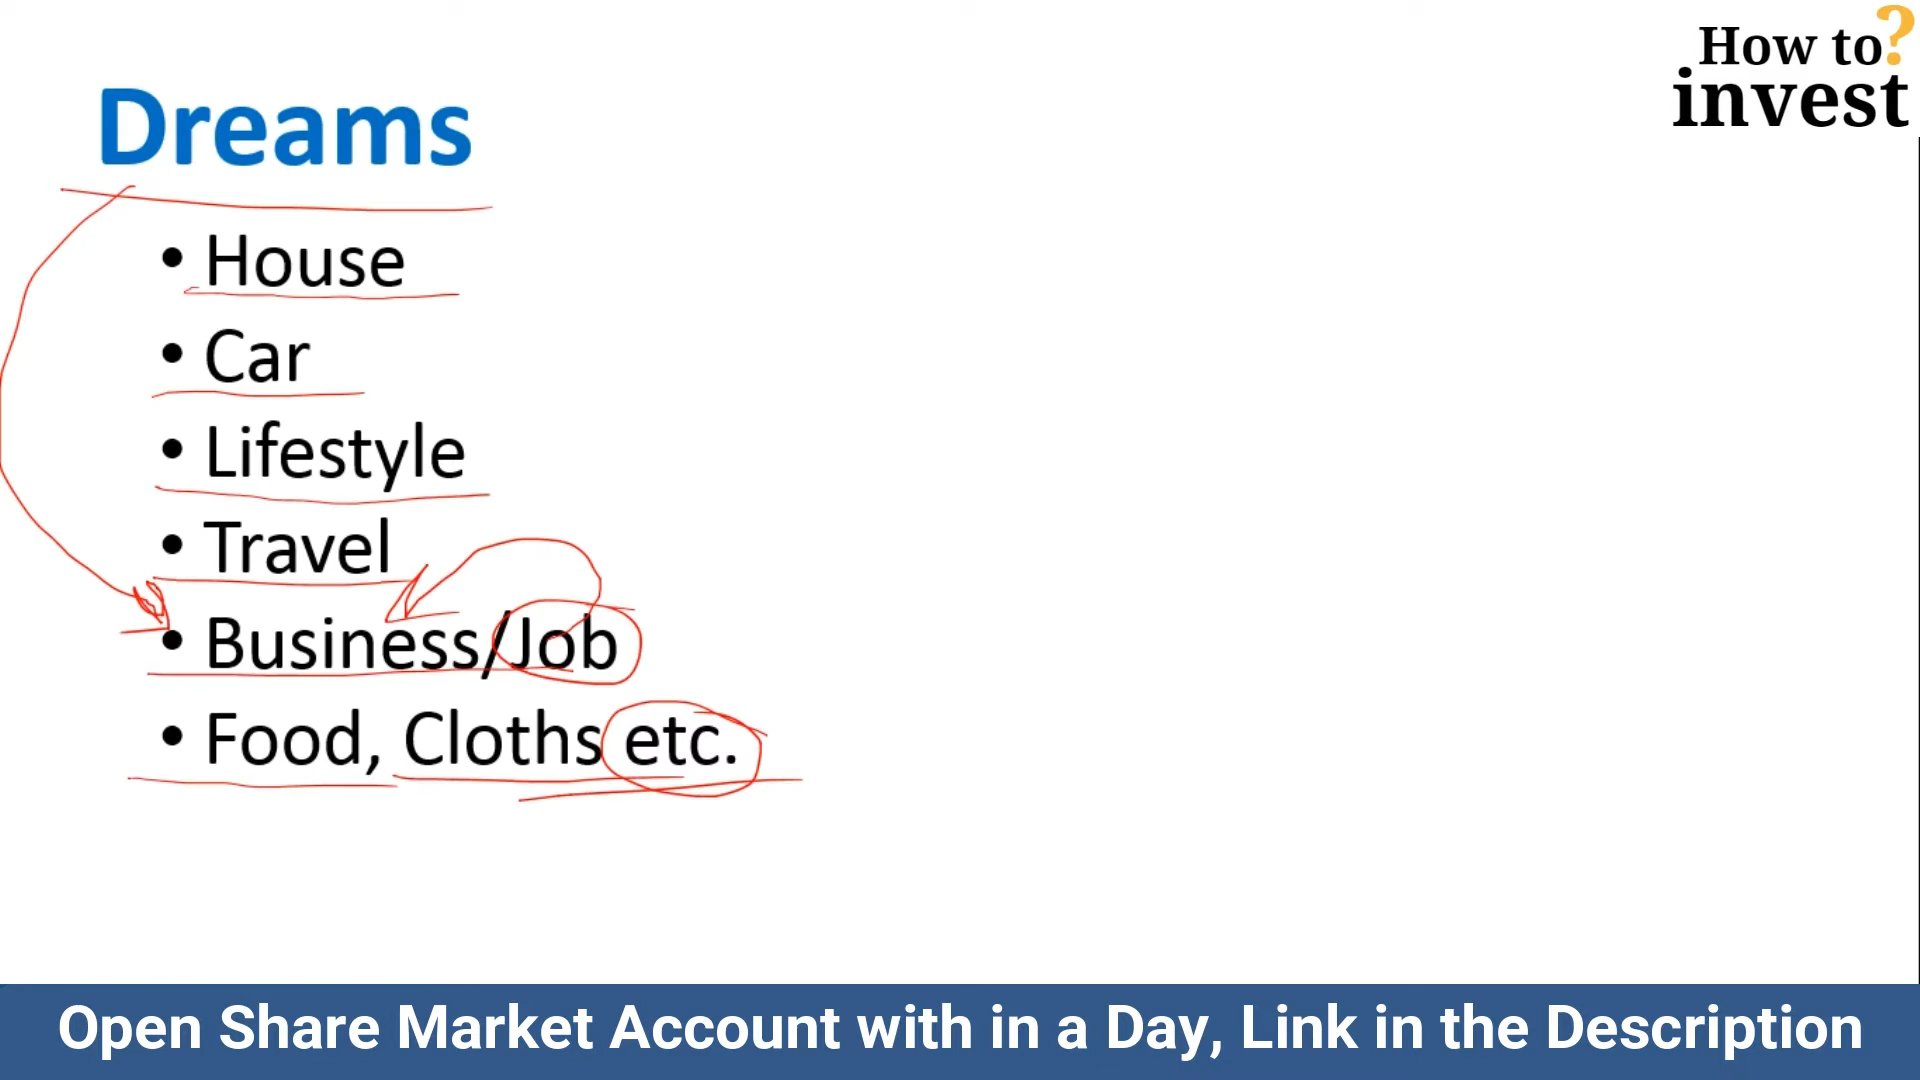 How to?
invest
Dreams
• House
• Car
• Lifestyle
• Travel
• Business/Job
• Food, Cloths etc.
Open Share Market Account with in a Day, Link in the Description